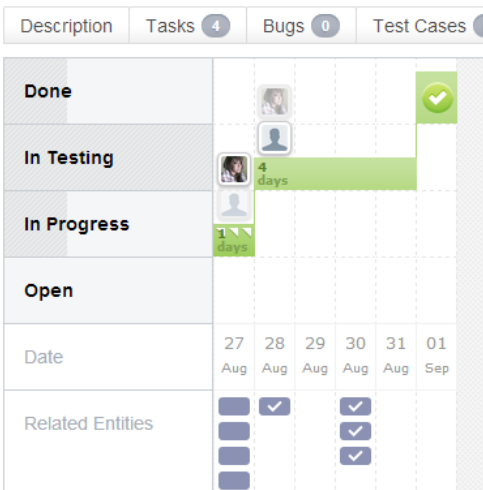 Description Tasks 4 Bugs 0 Test Cases
Done
In Testing
4
days
In Progress
1
days
Open
Date
27 28 29 30 31 01
Aug Aug Aug Aug Aug Sep
Related Entities